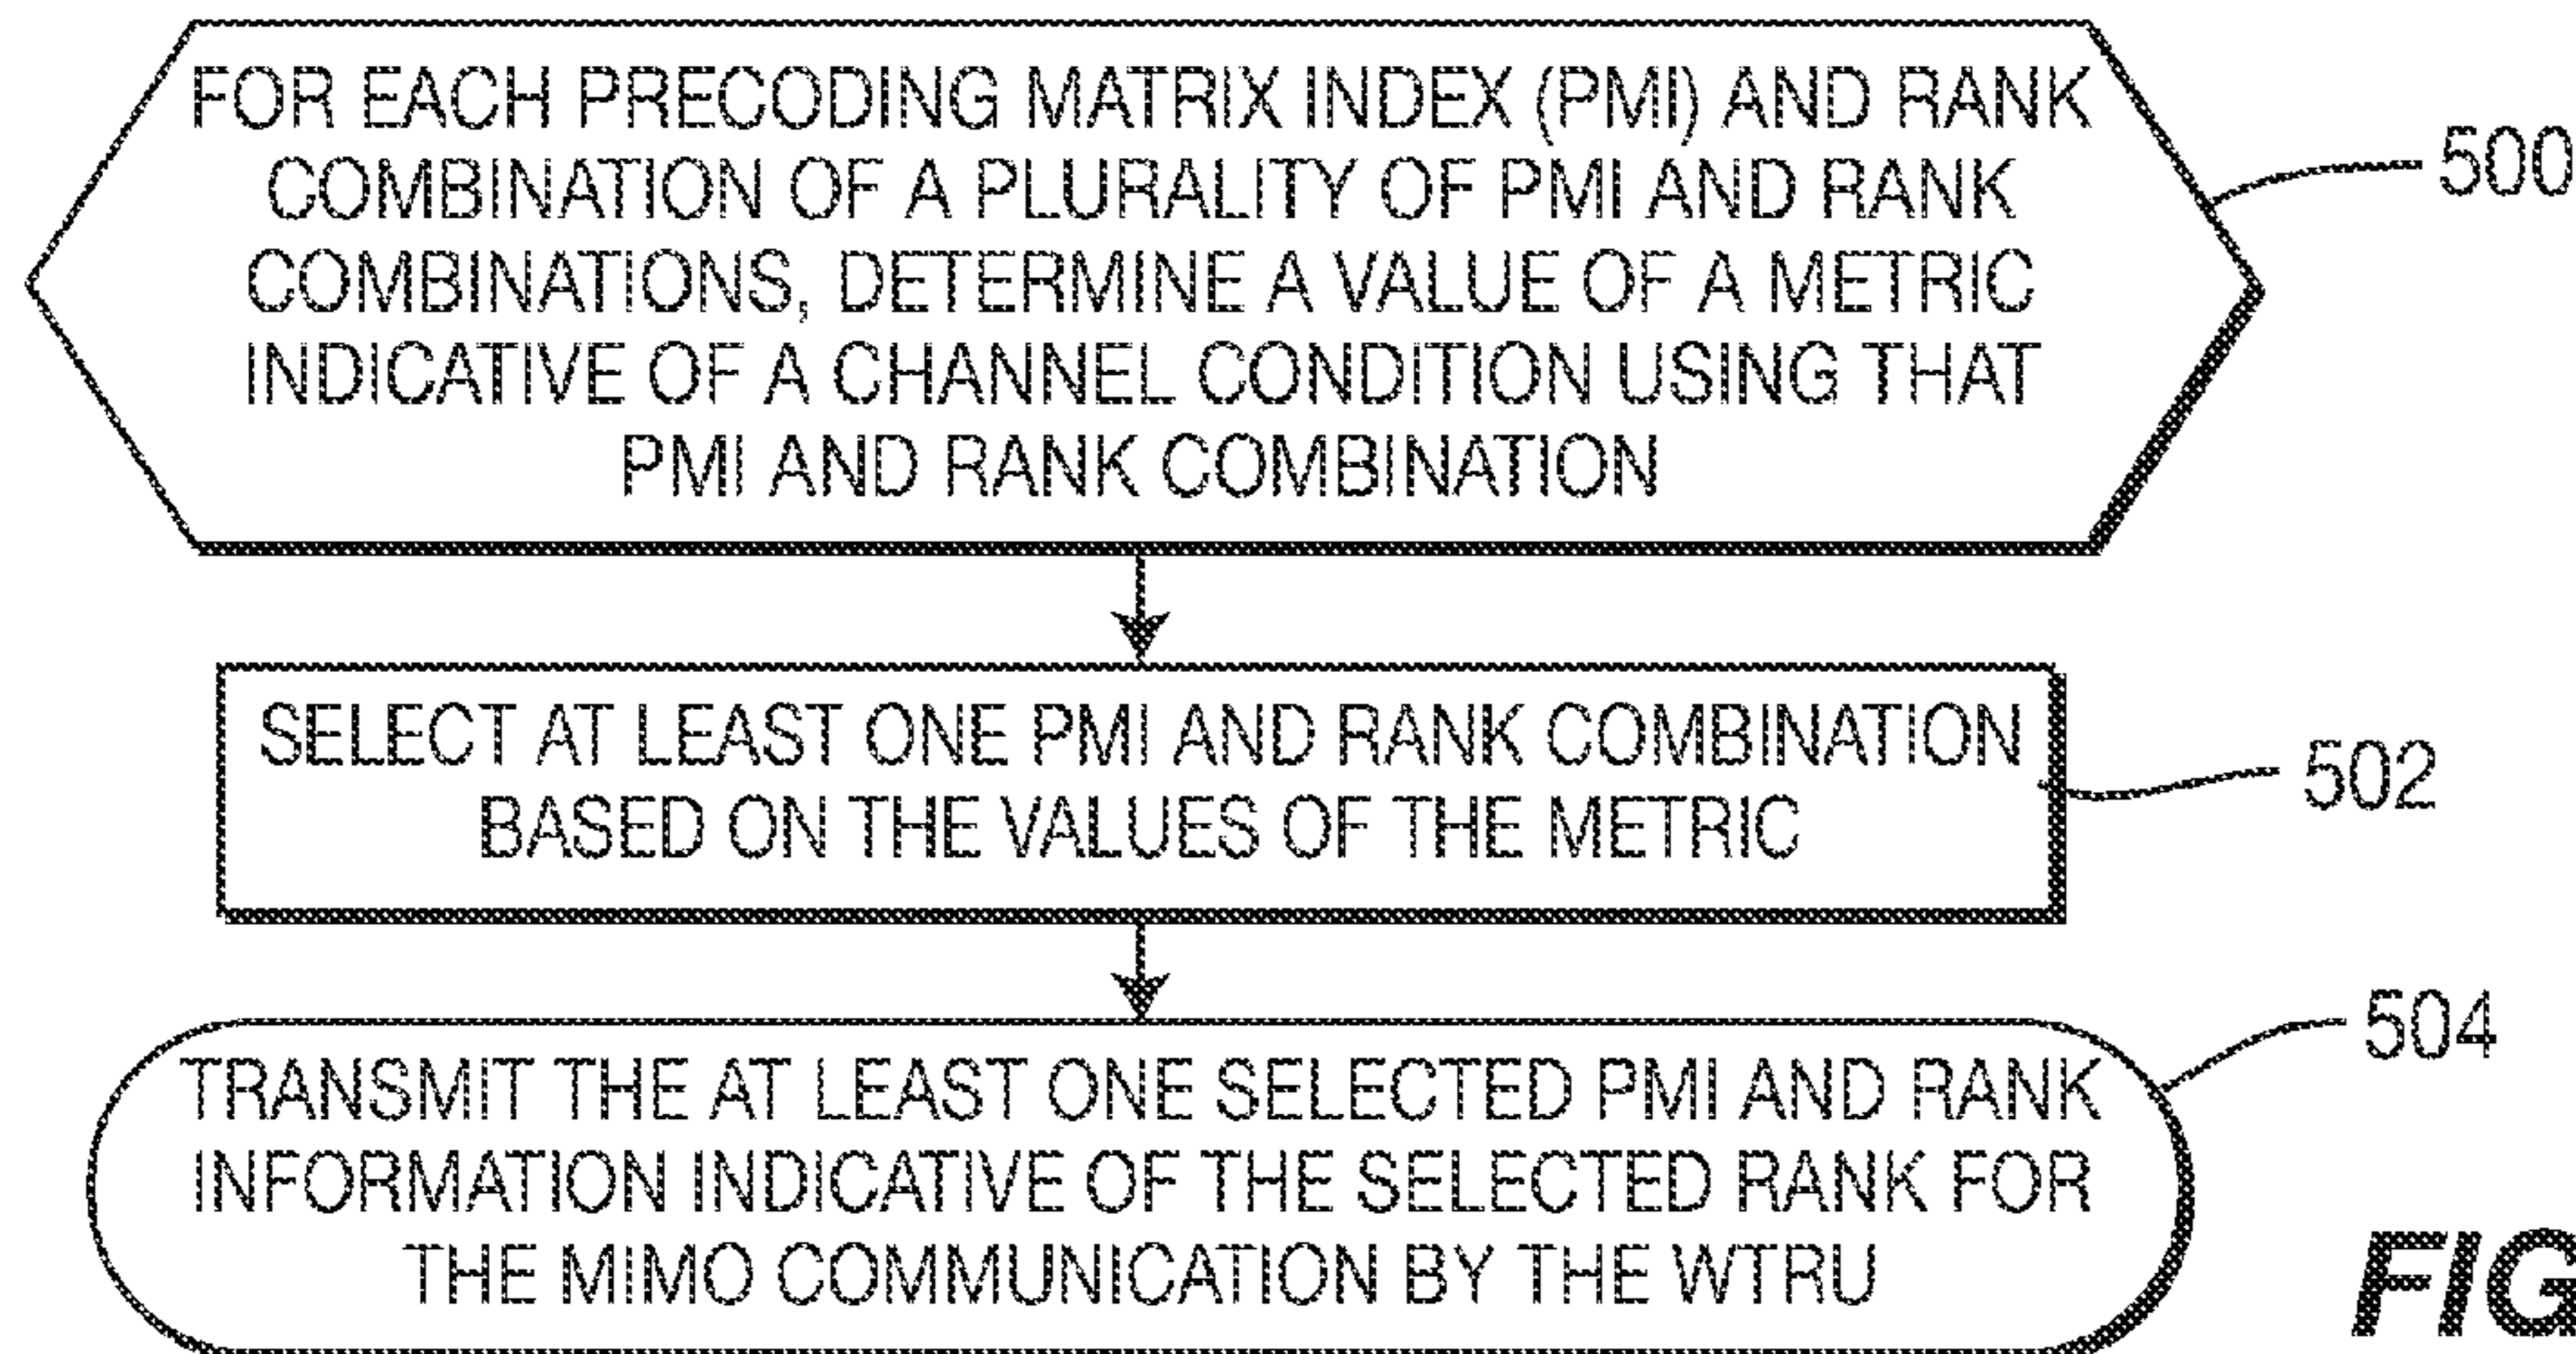 FOR EACH PRECODING MATRIX INDEX (PMI) AND RANK
COMBINATION OF A PLURALITY OF PMI AND RANK
COMBINATIONS, DETERMINE A VALUE OF A METRIC
INDICATIVE OF A CHANNEL CONDITION USING THAT
PMI AND RANK COMBINATION
500
SELECT AT LEAST ONE PMI AND RANK COMBINATION
BASED ON THE VALUES OF THE METRIC
502
504
TRANSMIT THE AT LEAST ONE SELECTED PMI AND RANK
INFORMATION INDICATIVE OF THE SELECTED RANK FOR
THE MIMO COMMUNICATION BY THE WTRU
FIG